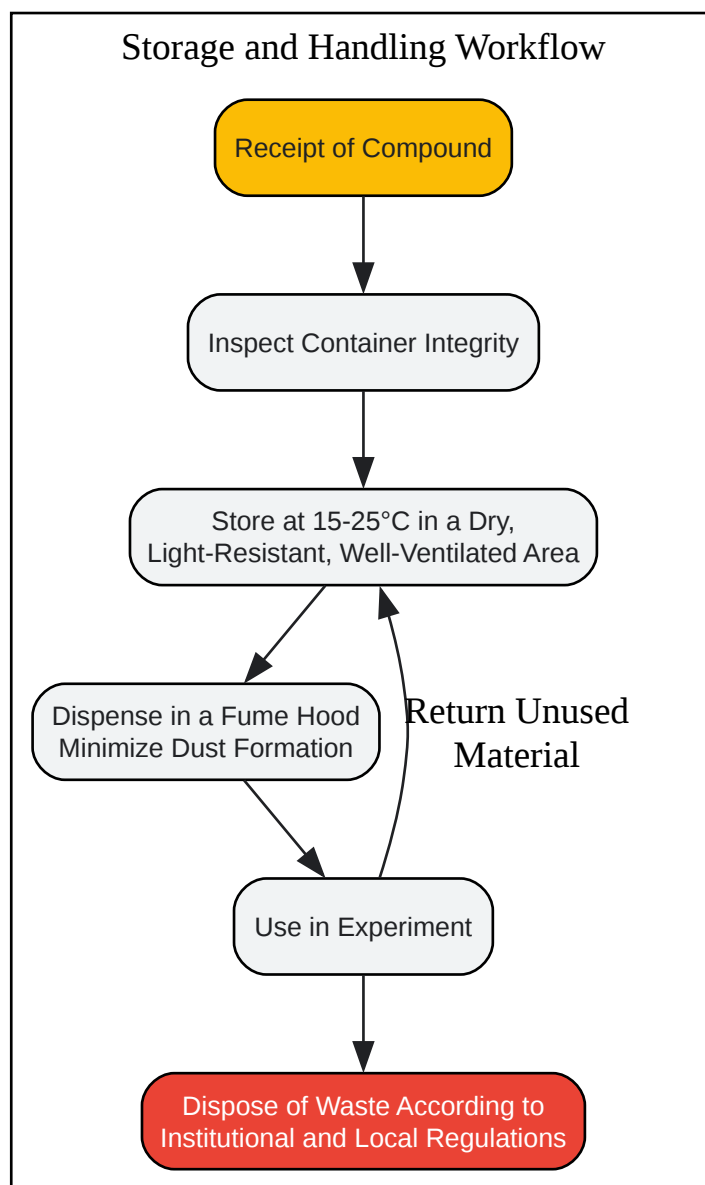 Storage and Handling Workflow
Receipt of Compound
Inspect Container Integrity
Store at 15-25°C in a Dry,
Light-Resistant, Well-Ventilated Area
Dispense in a Fume Hood
Minimize Dust Formation
Return Unused
Material
Use in Experiment
Dispose of Waste According to
Institutional and Local Regulations